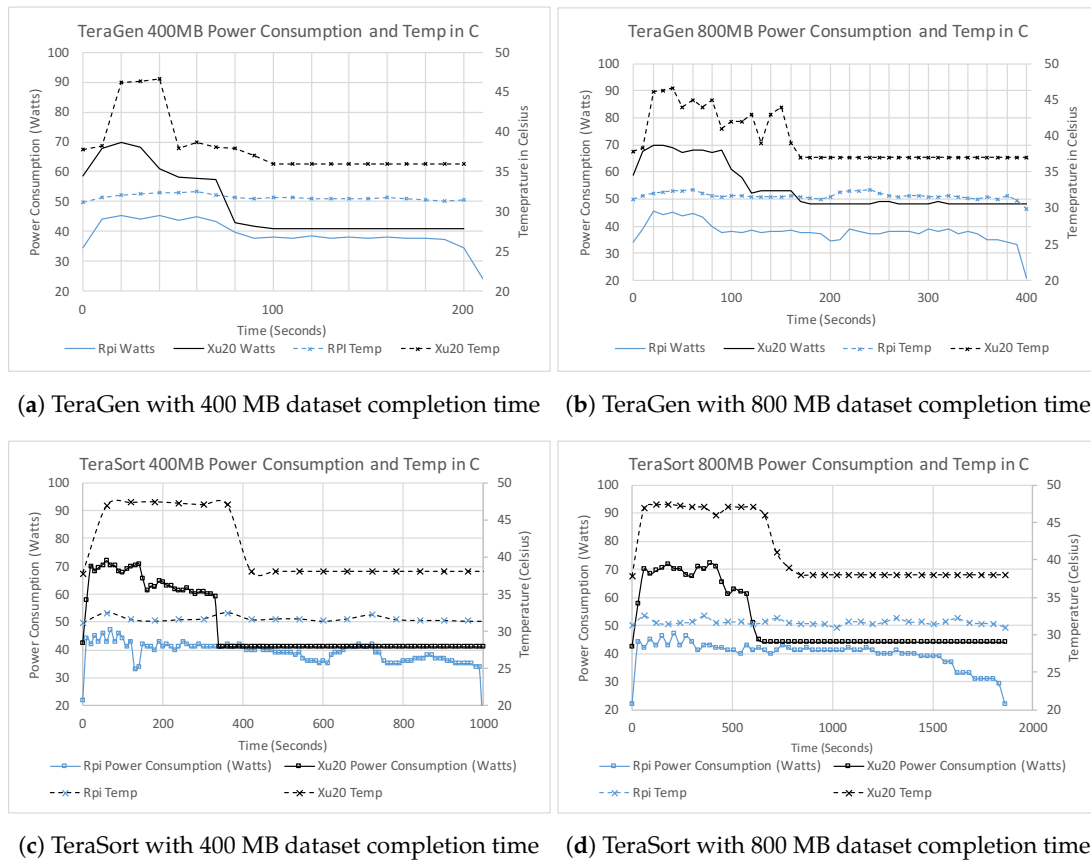 TeraGen 400MB Power Consumption and Temp in C
100
90
80
70
60
50
40
30
20
50
45
40
35
30
25
20
Power Consumption (Watts)
Temperature in Celsius
0
100
200
Time (Seconds)
Rpi Watts
Xu20 Watts
RPI Temp
Xu20 Temp
TeraGen 800MB Power Consumption and Temp in C
100
90
80
70
60
50
40
30
20
50
45
40
35
30
25
20
Power Consumption (Watts)
Temeprature in Celsius
0
100
200
300
400
Time (Seconds)
Rpi Watts
Xu20 Watts
Rpi Temp
Xu20 Temp
(a) TeraGen with 400 MB dataset completion time
(b) TeraGen with 800 MB dataset completion time
TeraSort 400MB Power Consumption and Temp in C
100
90
80
70
60
50
40
30
20
50
45
40
35
30
25
20
Power Consumption (Watts)
Temperature (Celsius)
0
200
400
600
800
1000
Time (Seconds)
Rpi Power Consumption (Watts)
Xu20 Power Consumption (Watts)
Rpi Temp
Xu20 Temp
TeraSort 800MB Power Consumption and Temp in C
100
90
80
70
60
50
40
30
20
50
45
40
35
30
25
20
Power Consumption (Watts)
Temmperature (Celsius)
0
500
1000
1500
2000
Time (Seconds)
Rpi Power Consumption (Watts)
Xu20 Power Consumption (Watts)
Rpi Temp
Xu20 Temp
(c) TeraSort with 400 MB dataset completion time
(d) TeraSort with 800 MB dataset completion time